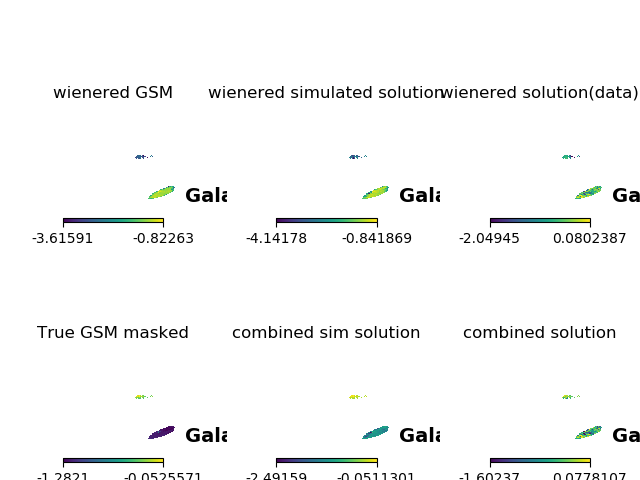 wienered GSM
wienered simulated solution
wienered solution(data)
Gala
Gala
Ga
-3.61591 -0.82263
-4.14178 -0.841869
-2.04945 0.0802387
True GSM masked
combined sim solution
combined solution
Gala
Gala
Ga
-1.2821 -0.0525571
-2.49159 -0.0511301
-1.60237 0.0778107